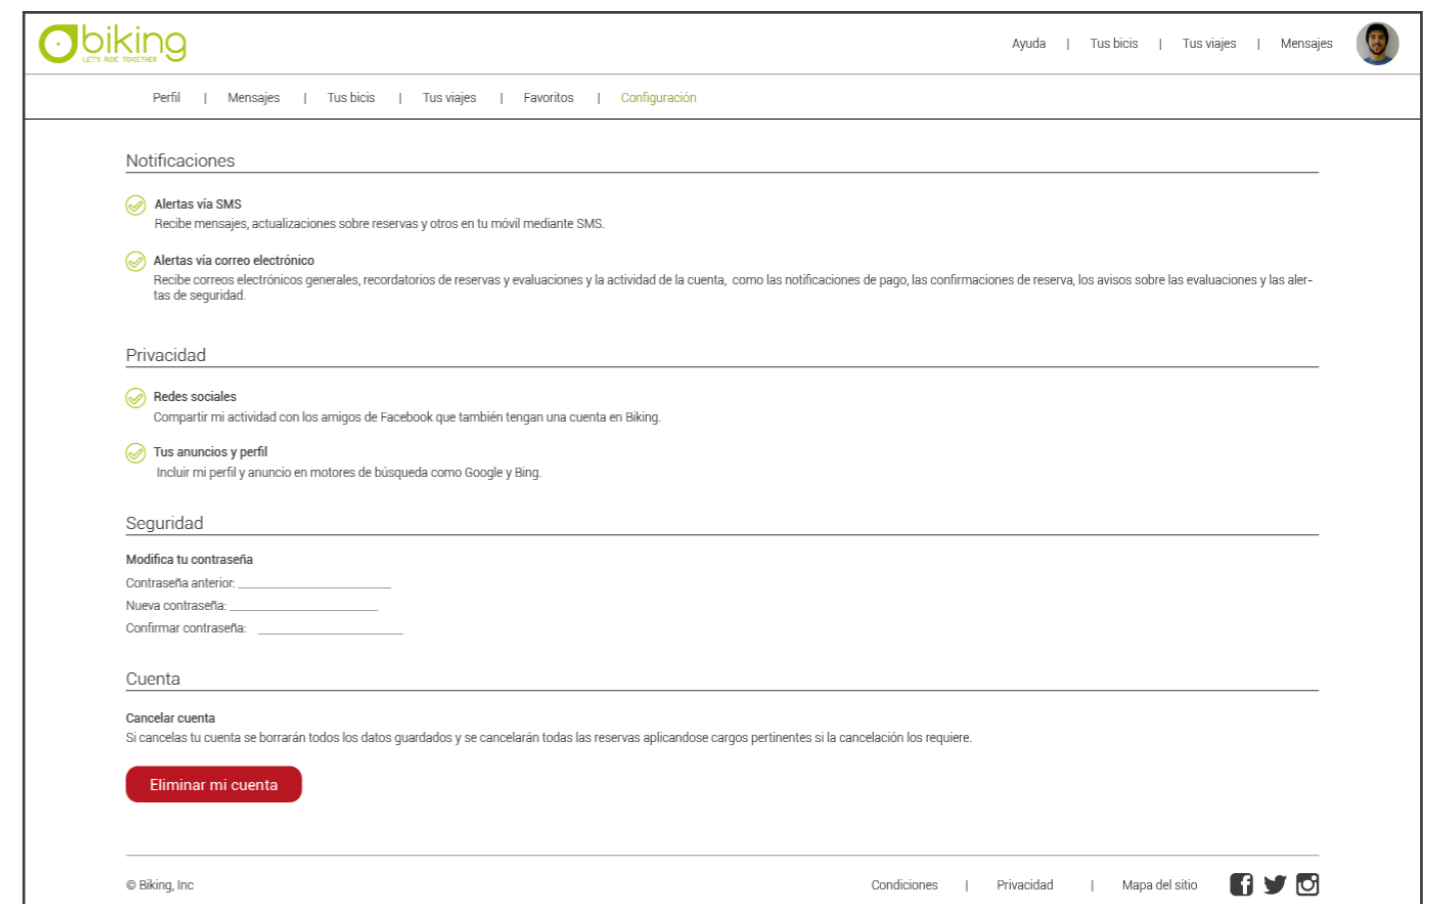 biking
LET'S RIDE TOGETHER
Ayuda | Tus bicis | Tus viajes | Mensajes
Perfil | Mensajes | Tus bicis | Tus viajes | Favoritos | Configuración
Notificaciones
Alertas vía SMS
Recibe mensajes, actualizaciones sobre reservas y otros en tu móvil mediante SMS.
Alertas vía correo electrónico
Recibe correos electrónicos generales, recordatorios de reservas y evaluaciones y la actividad de la cuenta, como las notificaciones de pago, las confirmaciones de reserva, los avisos sobre las evaluaciones y las aler-
tas de seguridad.
Privacidad
Redes sociales
Compartir mi actividad con los amigos de Facebook que también tengan una cuenta en Biking.
Tus anuncios y perfil
Incluir mi perfil y anuncio en motores de búsqueda como Google y Bing.
Seguridad
Modifica tu contraseña
Contraseña anterior:
Nueva contraseña:
Confirmar contraseña:
Cuenta
Cancelar cuenta
Si cancelas tu cuenta se borrarán todos los datos guardados y se cancelarán todas las reservas aplicandose cargos pertinentes si la cancelación los requiere.
Eliminar mi cuenta
© Biking, Inc
Condiciones | Privacidad | Mapa del sitio